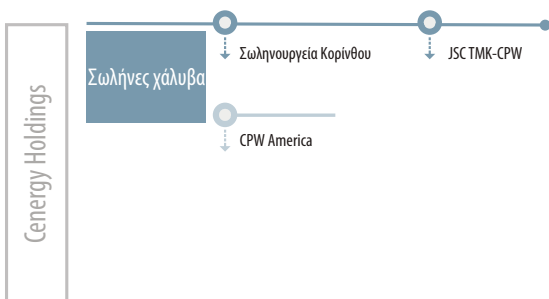 Cenergy Holdings
Σωλήνες χάλυβα
Σωληνουργεία Κορίνθου
JSC TMK-CPW
CPW America